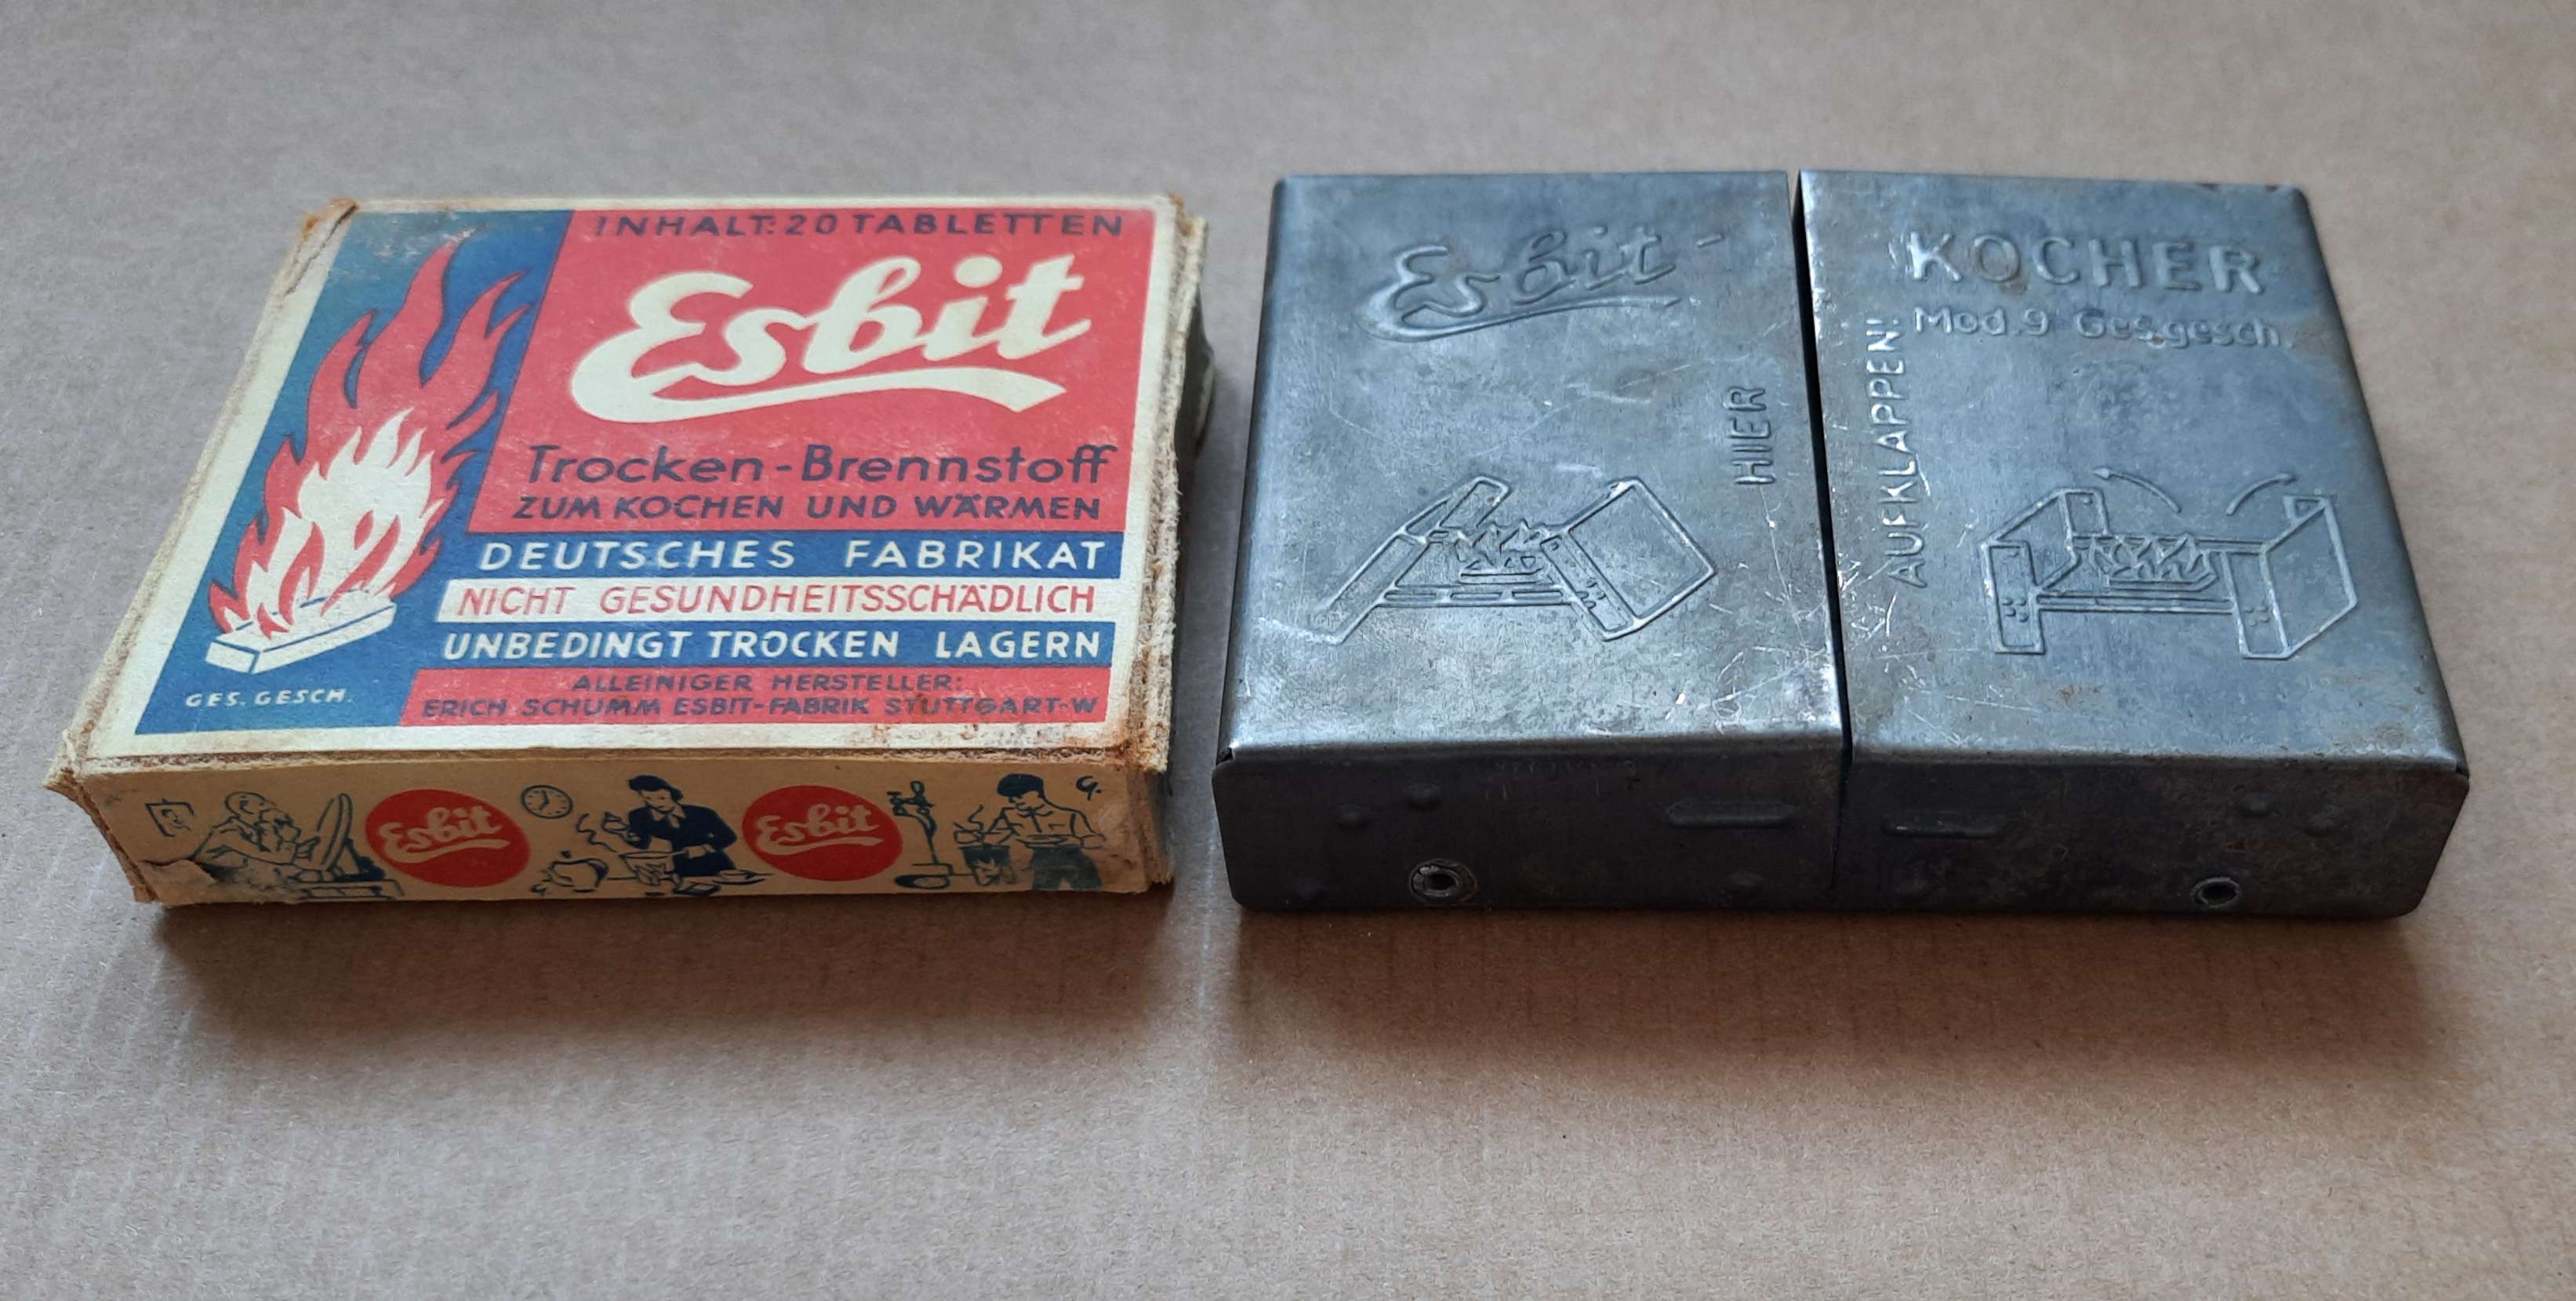 INHALT: 20 TABLETTEN
Esbit
Trocken-Brennstoff
ZUM KOCHEN UND WÄRMEN
DEUTSCHES FABRIKAT
NICHT GESUNDHEITSSCHÄDLICH
UNBEDINGT TROCKEN LAGERN
ALLEINIGER HERSTELLER:
ERICH SCHUMM ESBIT-FABRIK STUTTGART-W
GES. GESCH.
Esbit
Esbit
G.
Esbit-
HIER
KOCHER
Mod. 9 Ges. gesch.
AUFKLAPPEN!